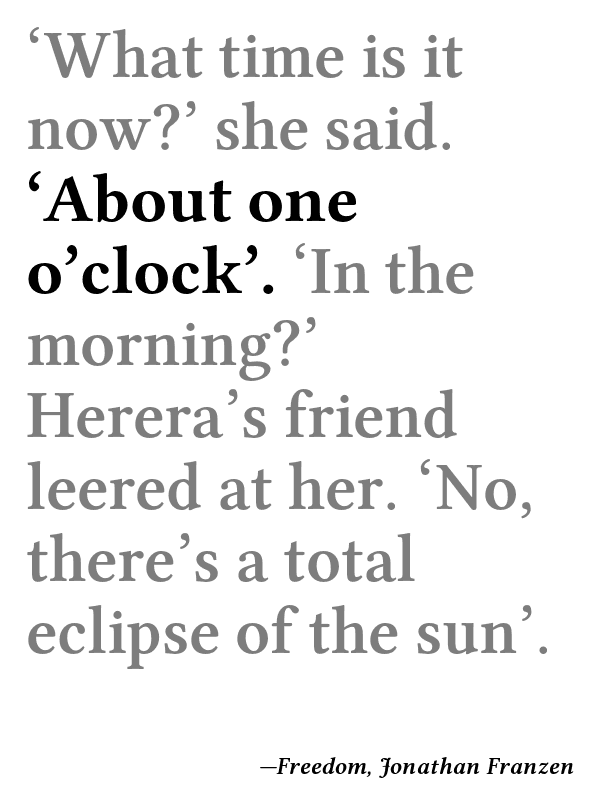 ‘What time is it
now?’ she said.
‘About one
o’clock’. ‘In the
morning?’
Herera’s friend
leered at her. ‘No,
there’s a total
eclipse of the sun’.
—Freedom, Jonathan Franzen